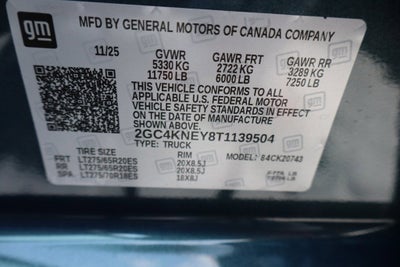 gm
MFD BY GENERAL MOTORS OF CANADA COMPANY
11/25 GVWR GAWR FRT GAWR RR
5330 KG 2722 KG 3289 KG
11750 LB 6000 LB 7250 LB
THIS VEHICLE CONFORMS TO ALL
APPLICABLE U.S. FEDERAL MOTOR
VEHICLE SAFETY STANDARDS IN EFFECT
ON THE DATE OF MANUFACTURE SHOWN ABOVE.
2GC4KNEY8T1139504
TYPE: TRUCK MODEL:
TIRE SIZE RIM
FRT LT275/65R20ES 20X8.5J
RR LT275/65R20ES 20X8.5J
SPA LT275/70R18ES 18X8J